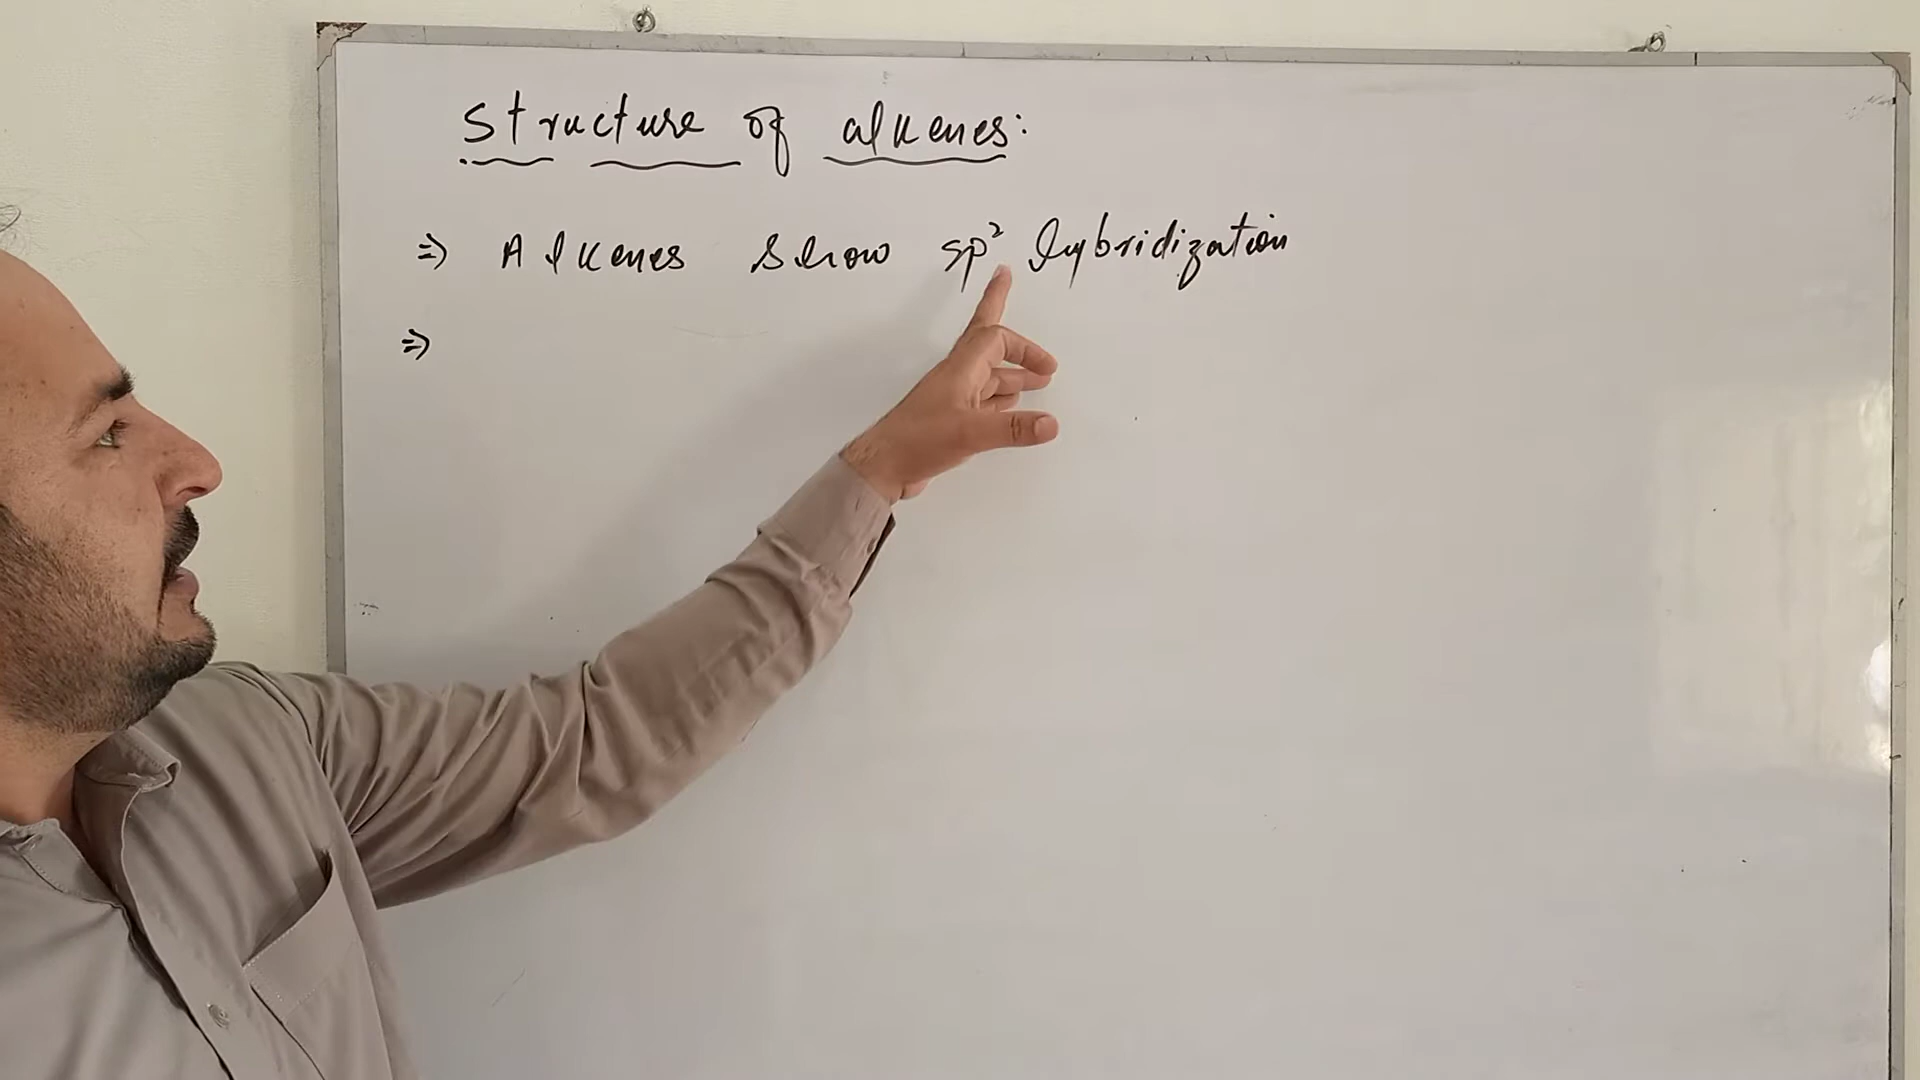 Structure of alkenes:
⇒ Alkenes Show sp² hybridization
⇒